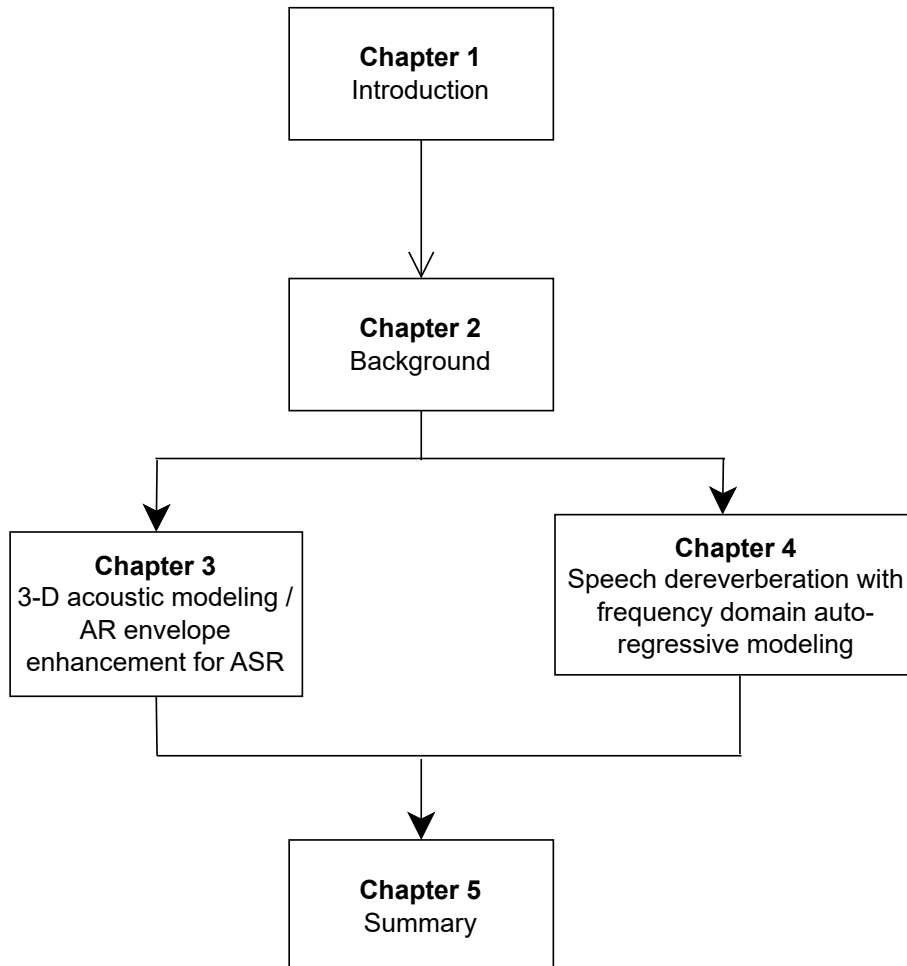 Chapter 1
Introduction
Chapter 2
Background
Chapter 3
3-D acoustic modeling /
AR envelope
enhancement for ASR
Chapter 4
Speech dereverberation with
frequency domain auto-
regressive modeling
Chapter 5
Summary